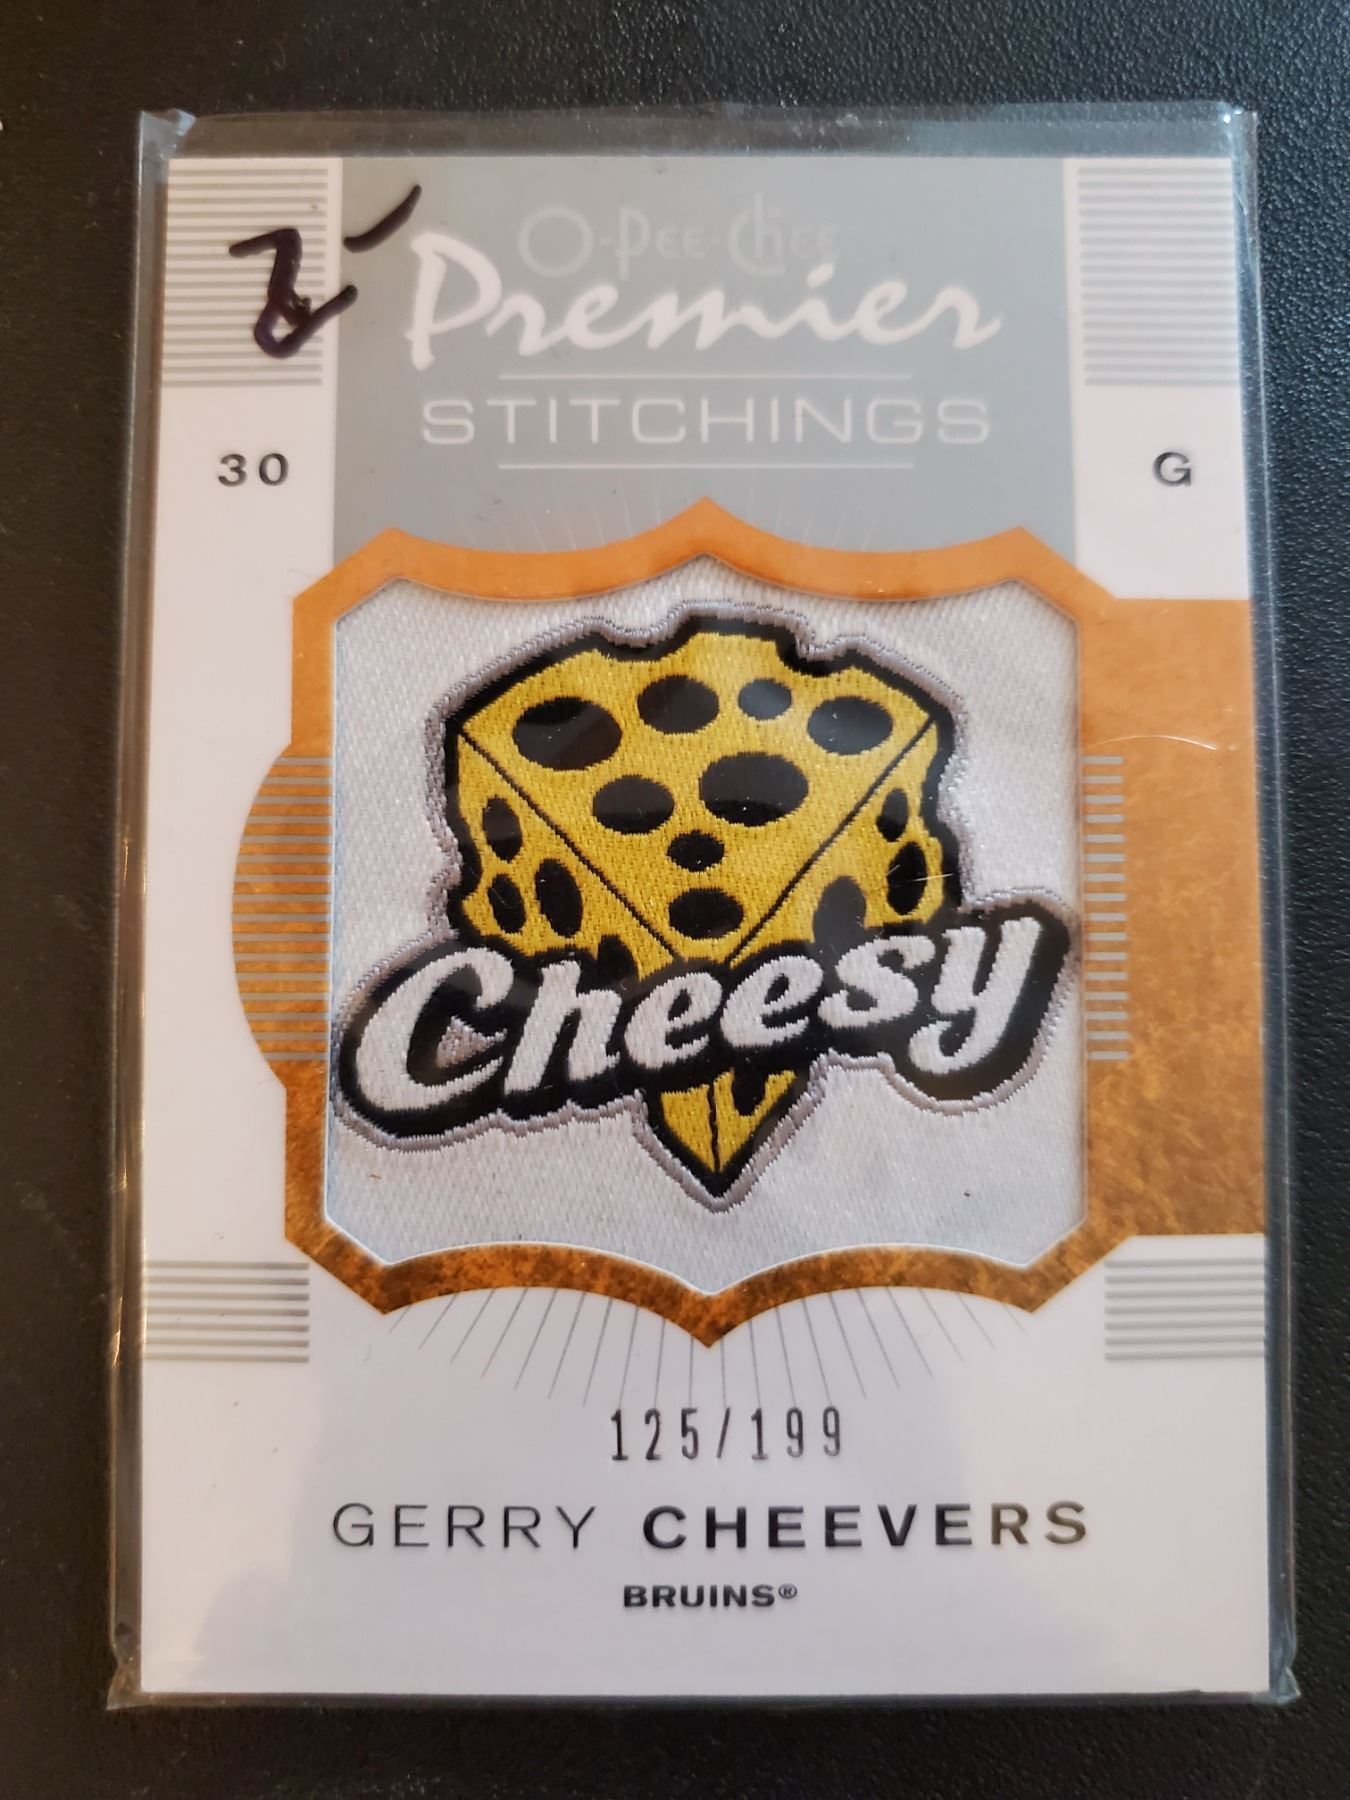 O-Pee-Chee
Premier
STITCHINGS
30 G
Cheesy
125/199
GERRY CHEEVERS
BRUINS®